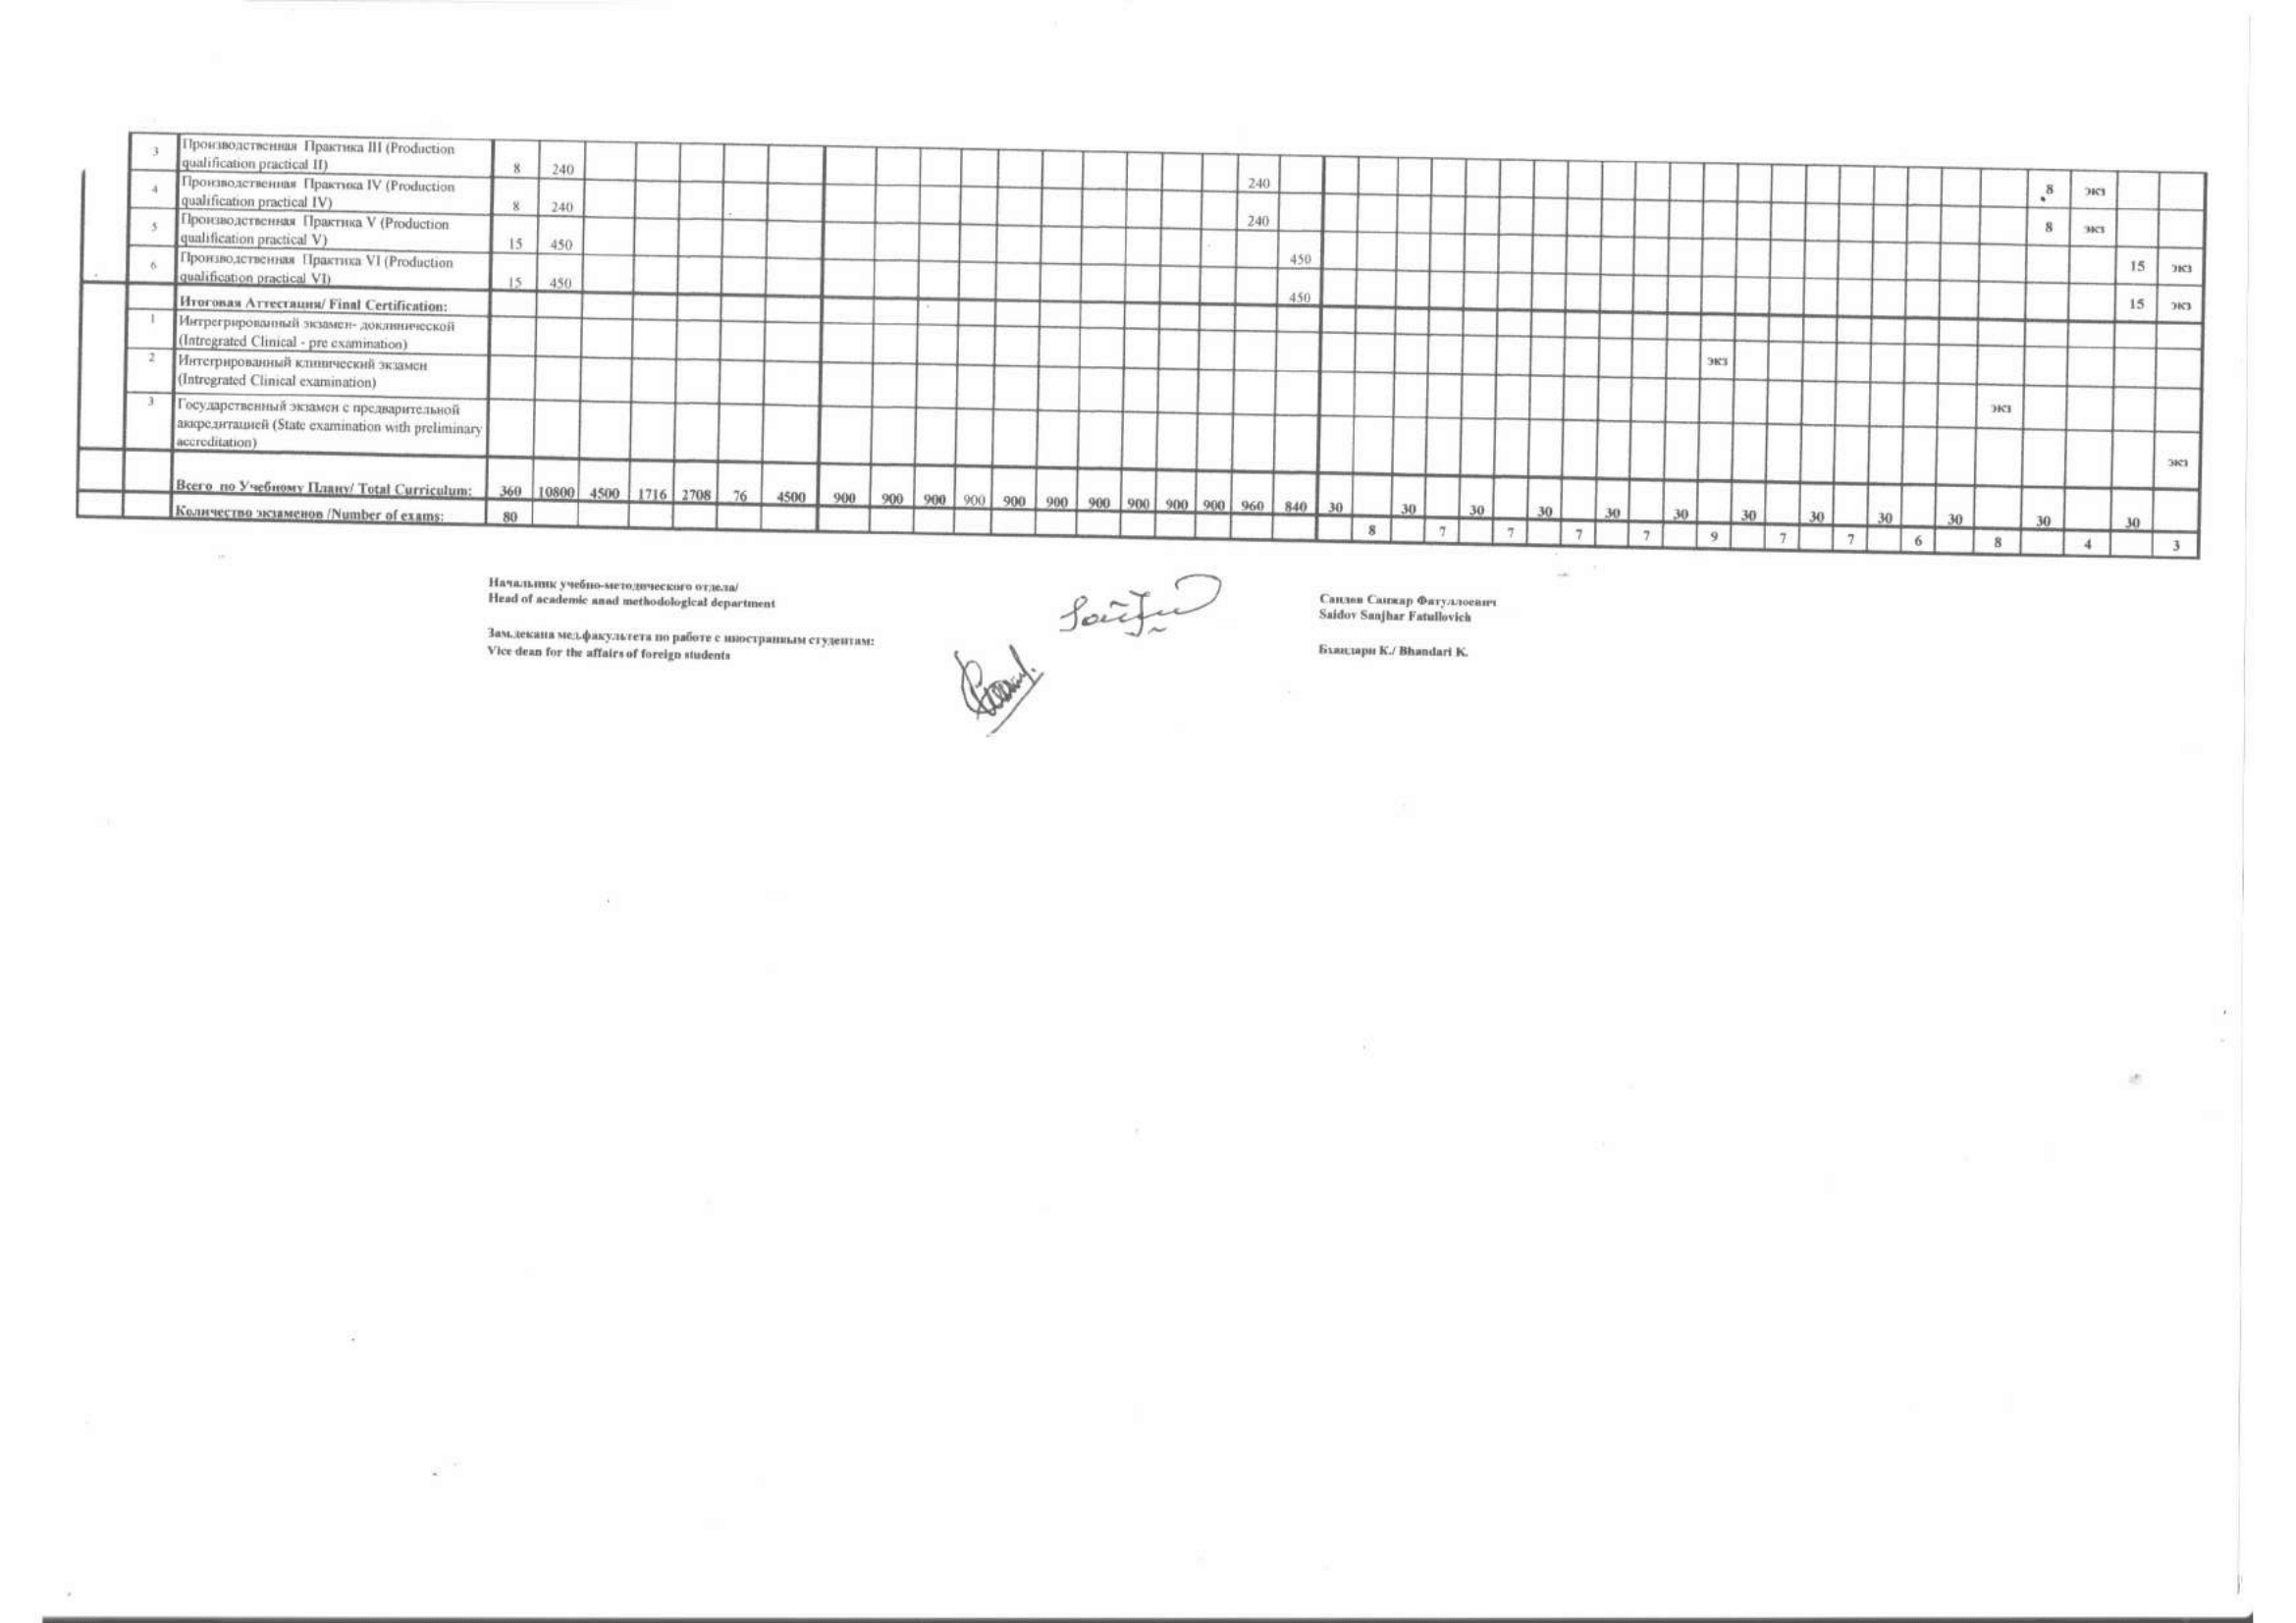 3 Производственная Практика III (Production
qualification practical II) 8 240 240 8 экз
4 Производственная Практика IV (Production
qualification practical IV) 8 240 240 8 экз
5 Производственная Практика V (Production
qualification practical V) 15 450 450 15 экз
6 Производственная Практика VI (Production
qualification practical VI) 15 450 450 15 экз
Итоговая Аттестация/ Final Certification:
1 Интргегрированный экзамен- доклинической
(Intregrated Clinical - pre examination) экз
2 Интегрированный клинический экзамен
(Intregrated Clinical examination) экз
3 Государственный экзамен с предварительной
аккредитацией (State examination with preliminary
accreditation) экз
Всего по Учебному Плану/ Total Curriculum: 360 10800 4500 1716 2708 76 4500 900 900 900 900 900 900 900 900 900 900 960 840 30 30 30 30 30 30 30 30 30 30 30 30
Количество экзаменов /Number of exams: 80 8 7 7 7 7 9 7 7 6 8 4 3
Начальник учебно-методического отдела/
Head of academic anad methodological department
Саидов Санжар Фатуллоевич
Saidov Sanjhar Fatullovich
Зам.декана мед.факультета по работе с иностранным студентам:
Vice dean for the affairs of foreign students
Бхандари К./ Bhandari K.